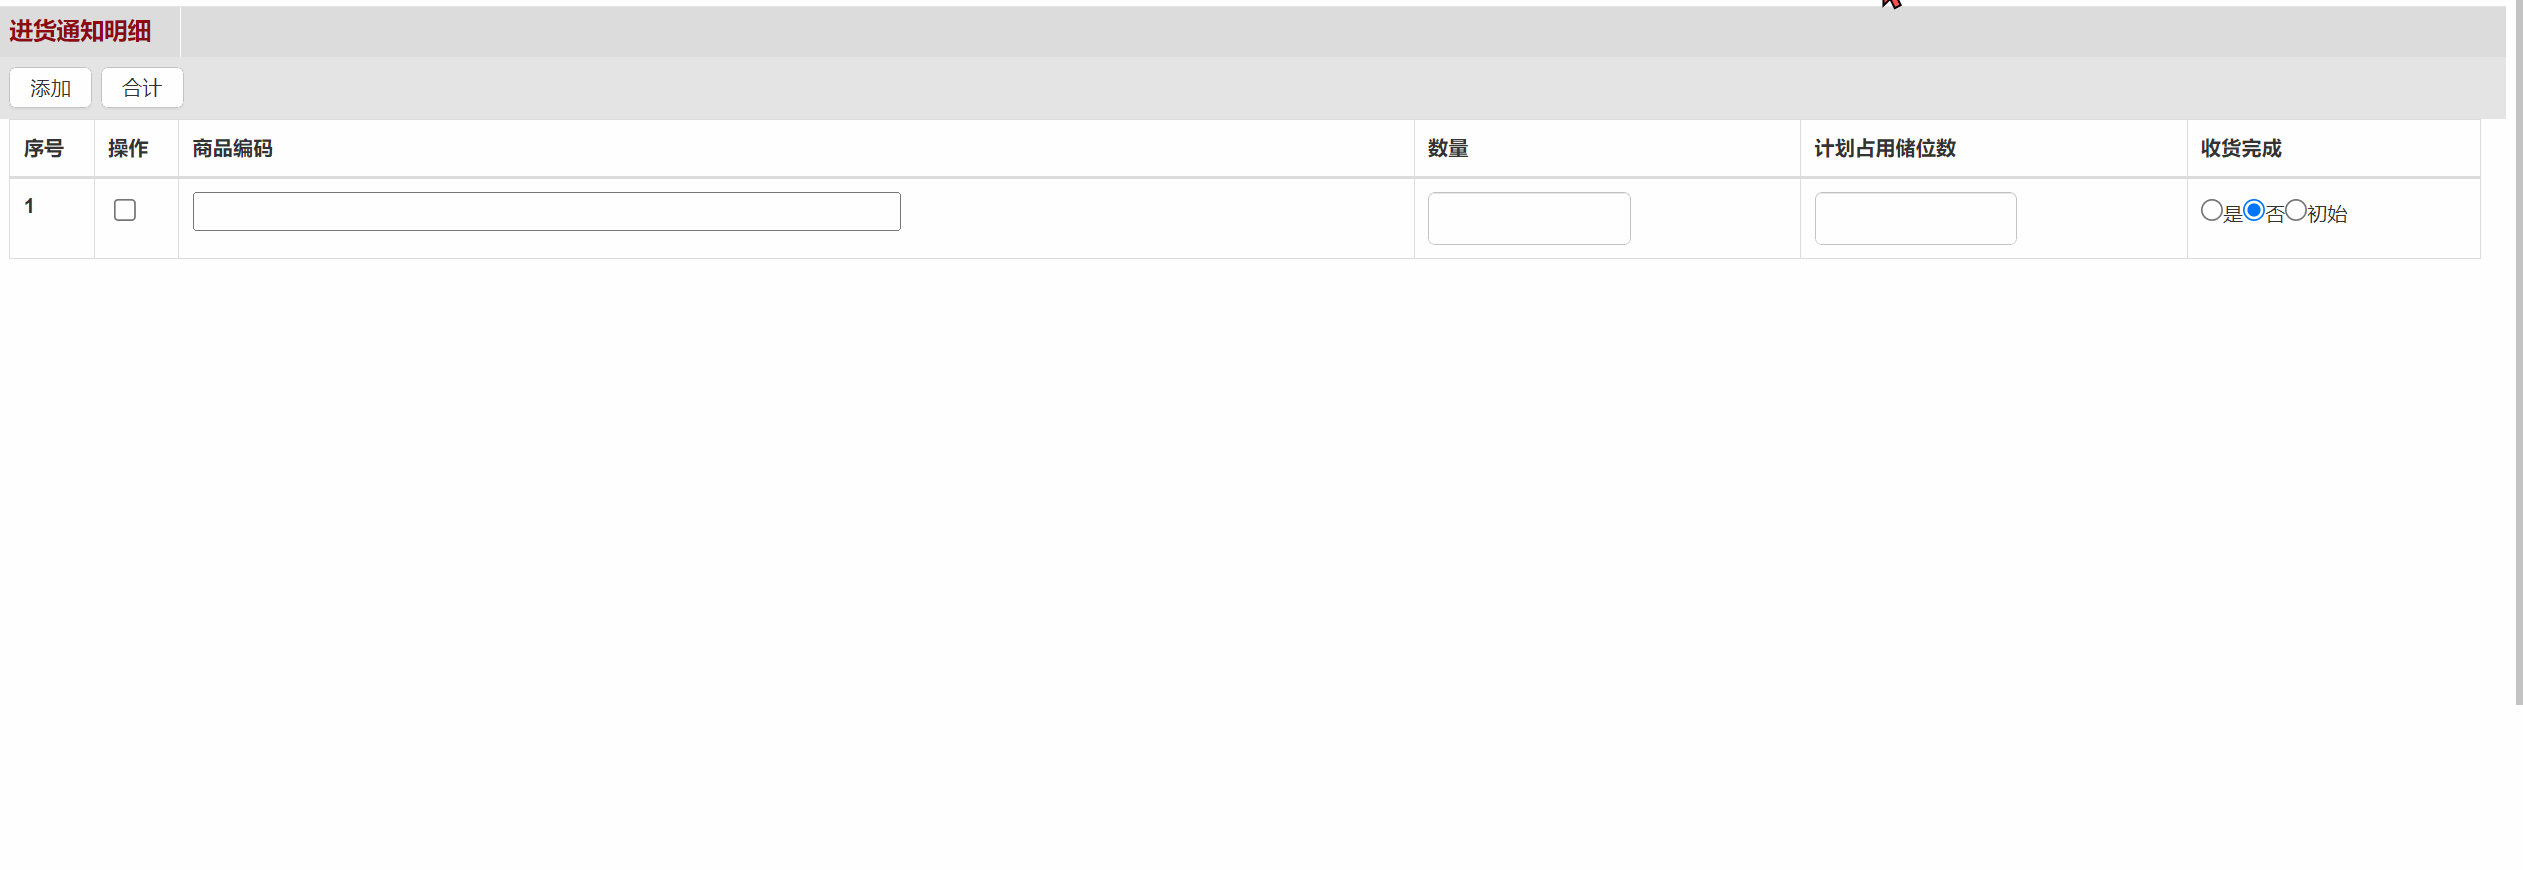 进货通知明细
添加 合计
序号 操作 商品编码 数量 计划占用储位数 收货完成
1 是 否 初始